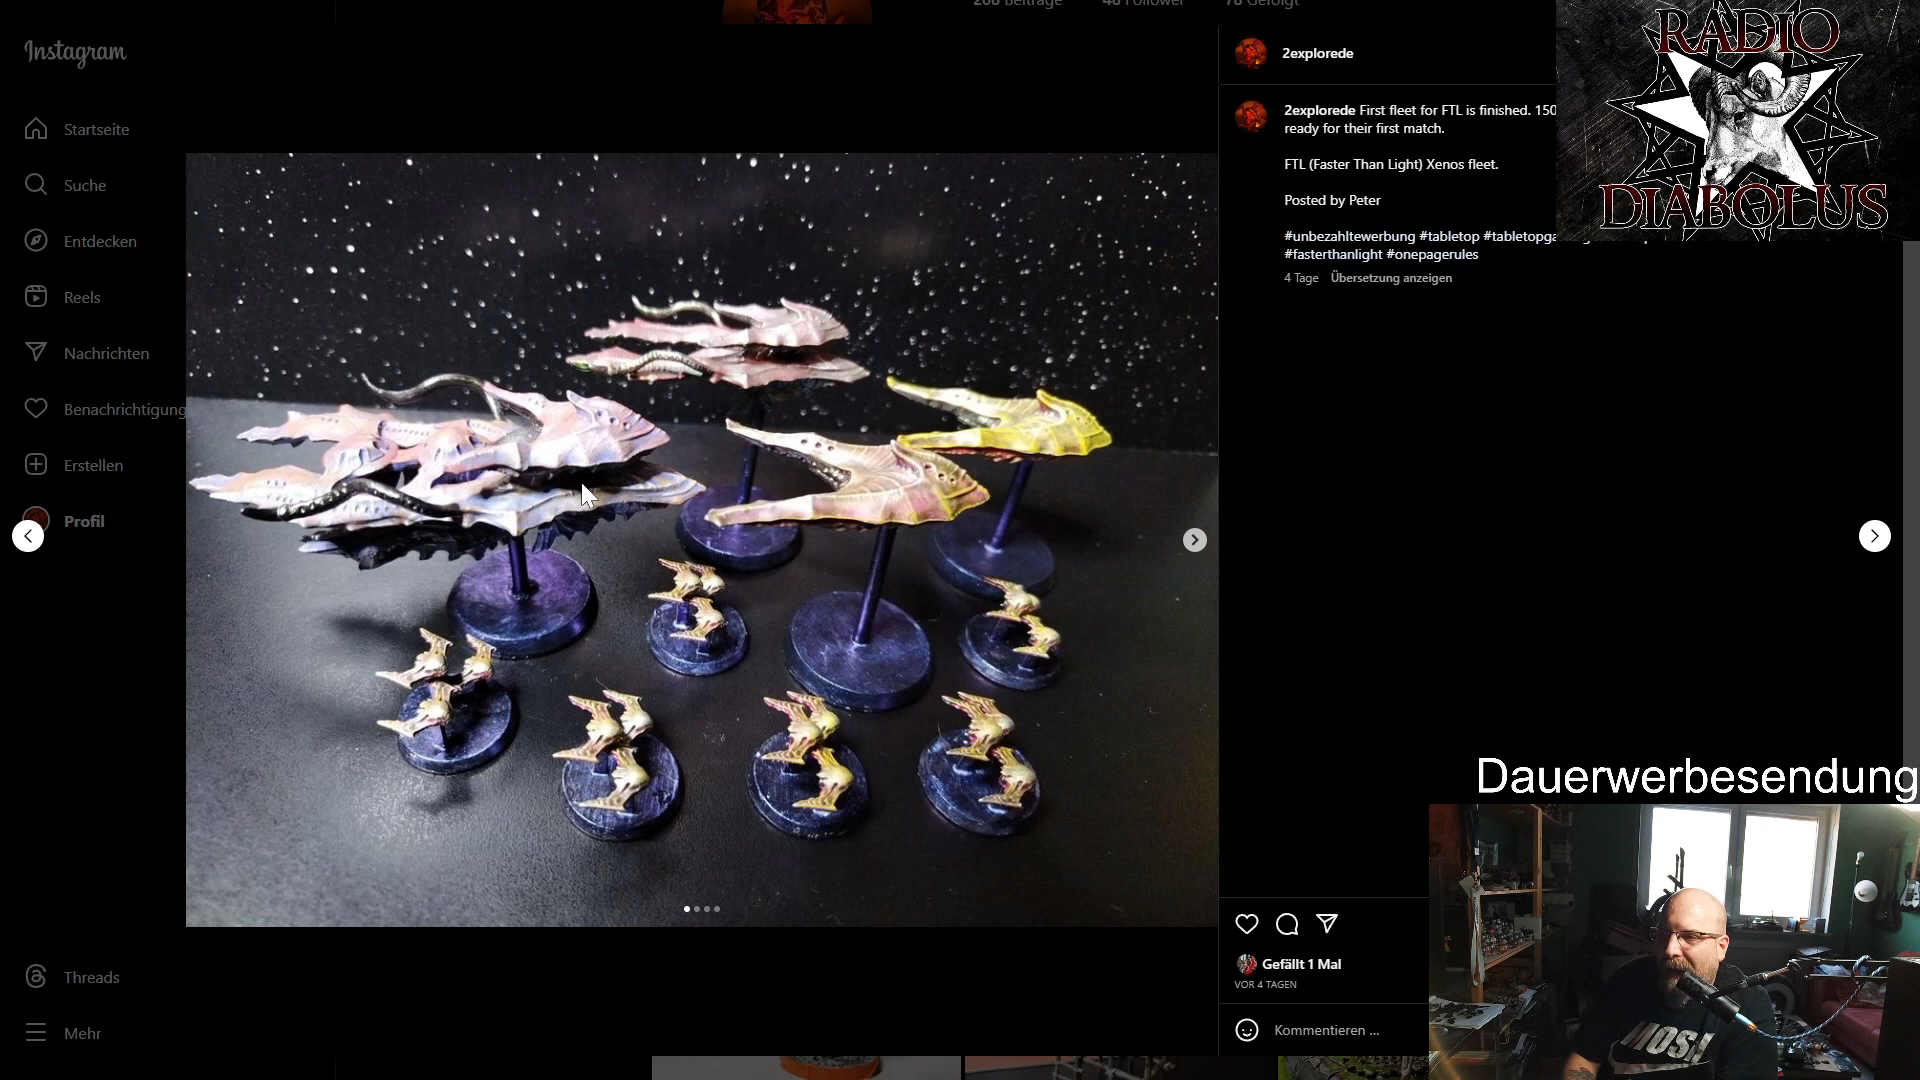 Instagram
Startseite
Suche
Entdecken
Reels
Nachrichten
Benachrichtigung
Erstellen
Profil
Threads
Mehr
2explorede
2explorede First fleet for FTL is finished. 150
ready for their first match.
FTL (Faster Than Light) Xenos fleet.
Posted by Peter
#unbezahltewerbung #tabletop #tabletopga
#fasterthanlight #onepagerules
4 Tage Übersetzung anzeigen
RADIO
DIABOLUS
Dauerwerbesendung
Gefällt 1 Mal
VOR 4 TAGEN
Kommentieren ...